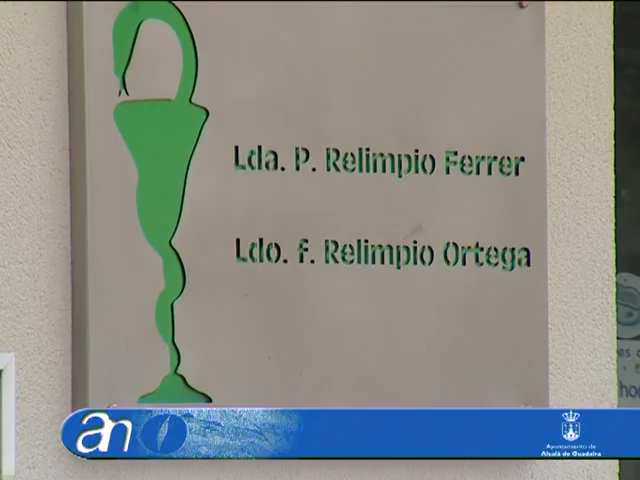 Lda. P. Relimpio Ferrer
Ldo. f. Relimpio Ortega
an
Ayuntamiento de
Alcalá de Guadaíra